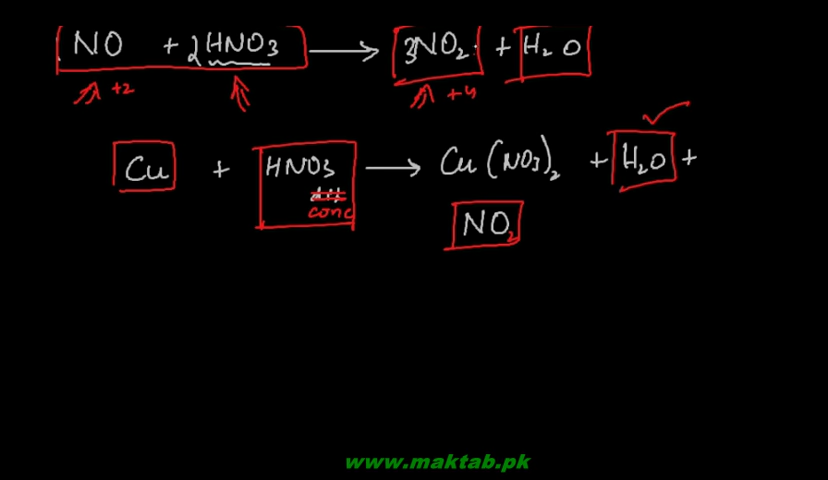 NO + 2HNO3 → 3NO2 + H2O
+2 +4
Cu + HNO3 → Cu(NO3)2 + H2O +
conc
NO2
www.maktab.pk